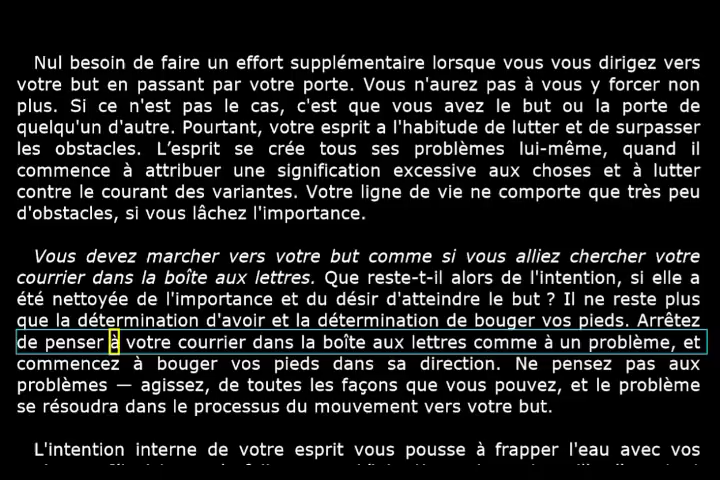 Nul besoin de faire un effort supplémentaire lorsque vous vous dirigez vers
votre but en passant par votre porte. Vous n'aurez pas à vous y forcer non
plus. Si ce n'est pas le cas, c'est que vous avez le but ou la porte de
quelqu'un d'autre. Pourtant, votre esprit a l'habitude de lutter et de surpasser
les obstacles. L’esprit se crée tous ses problèmes lui-même, quand il
commence à attribuer une signification excessive aux choses et à lutter
contre le courant des variantes. Votre ligne de vie ne comporte que très peu
d'obstacles, si vous lâchez l'importance.
Vous devez marcher vers votre but comme si vous alliez chercher votre
courrier dans la boîte aux lettres. Que reste-t-il alors de l'intention, si elle a
été nettoyée de l'importance et du désir d'atteindre le but ? Il ne reste plus
que la détermination d'avoir et la détermination de bouger vos pieds. Arrêtez
de penser à votre courrier dans la boîte aux lettres comme à un problème, et
commencez à bouger vos pieds dans sa direction. Ne pensez pas aux
problèmes — agissez, de toutes les façons que vous pouvez, et le problème
se résoudra dans le processus du mouvement vers votre but.
L'intention interne de votre esprit vous pousse à frapper l'eau avec vos